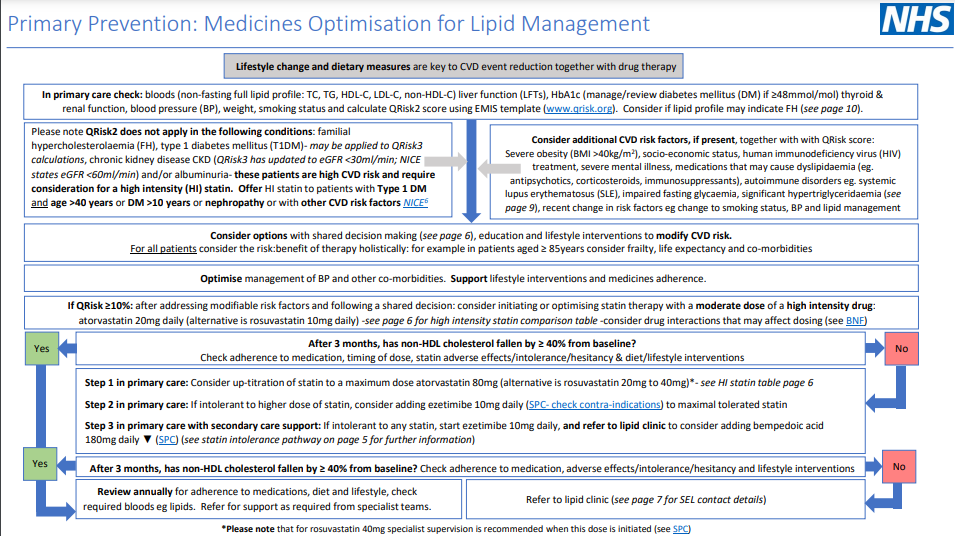 Primary Prevention: Medicines Optimisation for Lipid Management
NHS
Lifestyle change and dietary measures are key to CVD event reduction together with drug therapy
In primary care check: bloods (non-fasting full lipid profile: TC, TG, HDL-C, LDL-C, non-HDL-C) liver function (LFTs), HbA1c (manage/review diabetes mellitus (DM) if ≥48mmol/mol) thyroid &
renal function, blood pressure (BP), weight, smoking status and calculate QRisk2 score using EMIS template (www.qrisk.org). Consider if lipid profile may indicate FH (see page 10).
Please note QRisk2 does not apply in the following conditions: familial
hypercholesterolaemia (FH), type 1 diabetes mellitus (T1DM)- may be applied to QRisk3
calculations, chronic kidney disease CKD (QRisk3 has updated to eGFR <30ml/min; NICE
states eGFR <60ml/min) and/or albuminuria- these patients are high CVD risk and require
consideration for a high intensity (HI) statin. Offer HI statin to patients with Type 1 DM
and age >40 years or DM >10 years or nephropathy or with other CVD risk factors NICE6
Consider additional CVD risk factors, if present, together with with QRisk score:
Severe obesity (BMI >40kg/m2), socio-economic status, human immunodeficiency virus (HIV)
treatment, severe mental illness, medications that may cause dyslipidaemia (eg.
antipsychotics, corticosteroids, immunosuppressants), autoimmune disorders eg. systemic
lupus erythematosus (SLE), impaired fasting glycaemia, significant hypertriglyceridaemia (see
page 9), recent change in risk factors eg change to smoking status, BP and lipid management
Consider options with shared decision making (see page 6), education and lifestyle interventions to modify CVD risk.
For all patients consider the risk:benefit of therapy holistically: for example in patients aged ≥ 85years consider frailty, life expectancy and co-morbidities
Optimise management of BP and other co-morbidities. Support lifestyle interventions and medicines adherence.
If QRisk ≥10%: after addressing modifiable risk factors and following a shared decision: consider initiating or optimising statin therapy with a moderate dose of a high intensity drug:
atorvastatin 20mg daily (alternative is rosuvastatin 10mg daily) -see page 6 for high intensity statin comparison table -consider drug interactions that may affect dosing (see BNF)
Yes
After 3 months, has non-HDL cholesterol fallen by ≥ 40% from baseline?
Check adherence to medication, timing of dose, statin adverse effects/intolerance/hesitancy & diet/lifestyle interventions
No
Step 1 in primary care: Consider up-titration of statin to a maximum dose atorvastatin 80mg (alternative is rosuvastatin 20mg to 40mg)*- see HI statin table page 6
Step 2 in primary care: If intolerant to higher dose of statin, consider adding ezetimibe 10mg daily (SPC- check contra-indications) to maximal tolerated statin
Step 3 in primary care with secondary care support: If intolerant to any statin, start ezetimibe 10mg daily, and refer to lipid clinic to consider adding bempedoic acid
180mg daily ▼ (SPC) (see statin intolerance pathway on page 5 for further information)
Yes
After 3 months, has non-HDL cholesterol fallen by ≥ 40% from baseline? Check adherence to medication, adverse effects/intolerance/hesitancy and lifestyle interventions
No
Review annually for adherence to medications, diet and lifestyle, check
required bloods eg lipids. Refer for support as required from specialist teams.
Refer to lipid clinic (see page 7 for SEL contact details)
*Please note that for rosuvastatin 40mg specialist supervision is recommended when this dose is initiated (see SPC)